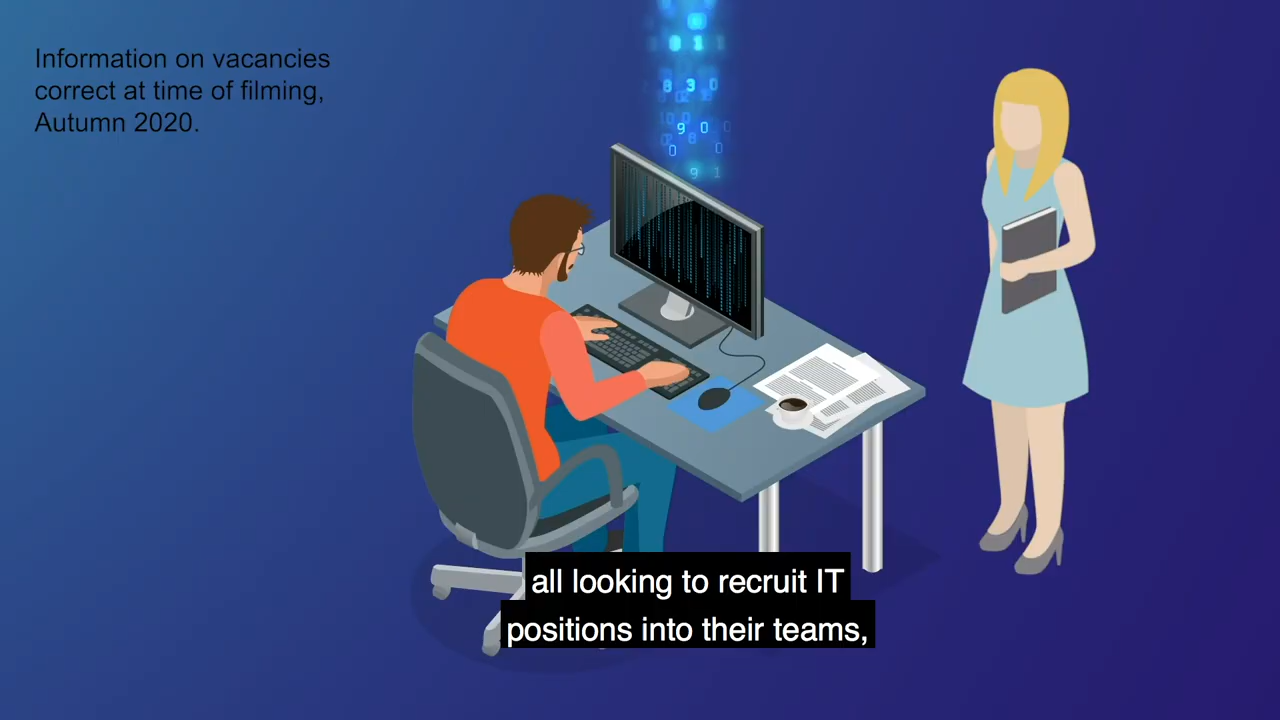 Information on vacancies
correct at time of filming,
Autumn 2020.
all looking to recruit IT
positions into their teams,